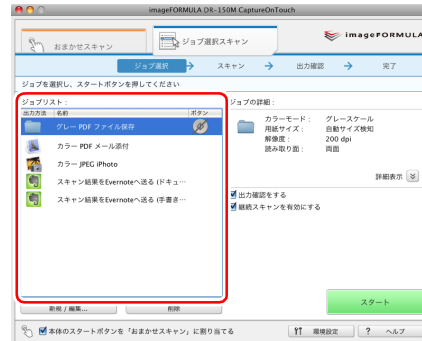 imageFORMULA DR-150M CaptureOnTouch
おまかせスキャン
ジョブ選択スキャン
imageFORMULA
ジョブ選択 スキャン 出力確認 完了
ジョブを選択し、スタートボタンを押してください
ジョブリスト:
ジョブの詳細:
出力方法 名前 ボタン
グレー PDF ファイル保存
カラー PDF メール添付
カラー JPEG iPhoto
スキャン結果をEvernoteへ送る (ドキュ…
スキャン結果をEvernoteへ送る (手書き…
カラーモード: グレースケール
用紙サイズ: 自動サイズ検知
解像度: 200 dpi
読み取り面: 両面
詳細表示
出力確認をする
継続スキャンを有効にする
新規 / 編集...
削除
スタート
本体のスタートボタンを「おまかせスキャン」に割り当てる
環境設定
? ヘルプ